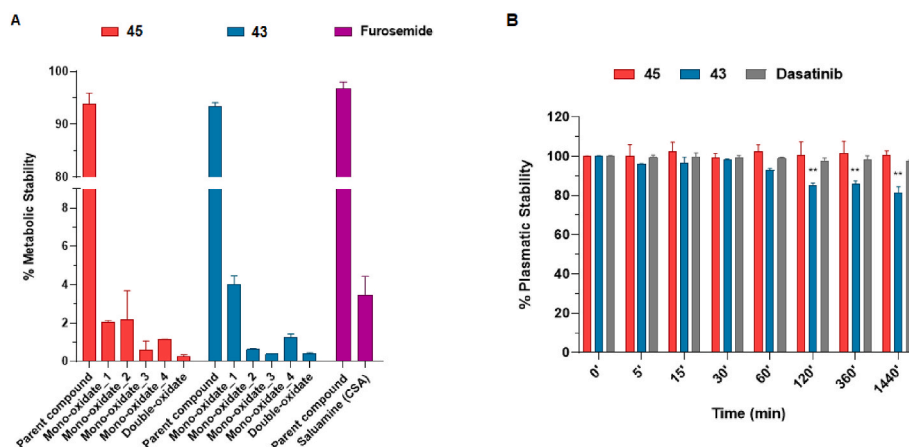 A
45 43 Furosemide
% Metabolic Stability
100
90
80
8
6
4
2
0
Parent compound
Mono-oxidate_1
Mono-oxidate_2
Mono-oxidate_3
Mono-oxidate_4
Double-oxidate
Parent compound
Mono-oxidate_1
Mono-oxidate_2
Mono-oxidate_3
Mono-oxidate_4
Double-oxidate
Parent compound
Saluamine (CSA)
B
45 43 Dasatinib
% Plasmatic Stability
120
100
80
60
40
20
0
** ** **
0' 5' 15' 30' 60' 120' 360' 1440'
Time (min)